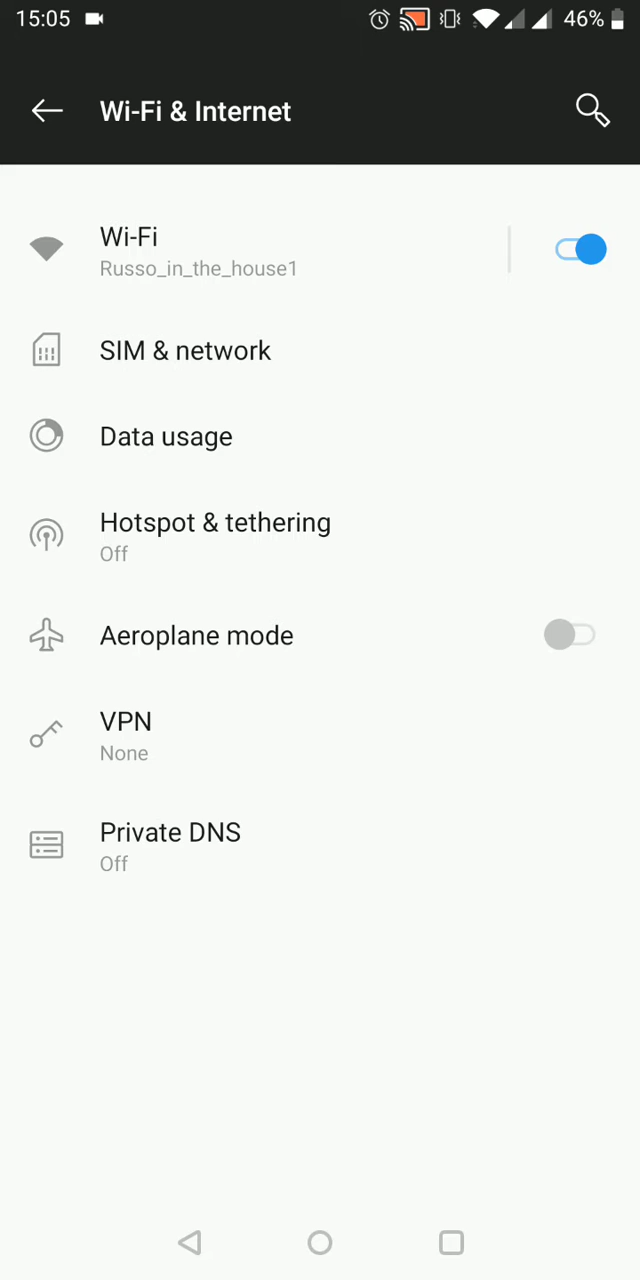 15:05
46%
Wi-Fi & Internet
Wi-Fi
Russo_in_the_house1
SIM & network
Data usage
Hotspot & tethering
Off
Aeroplane mode
VPN
None
Private DNS
Off